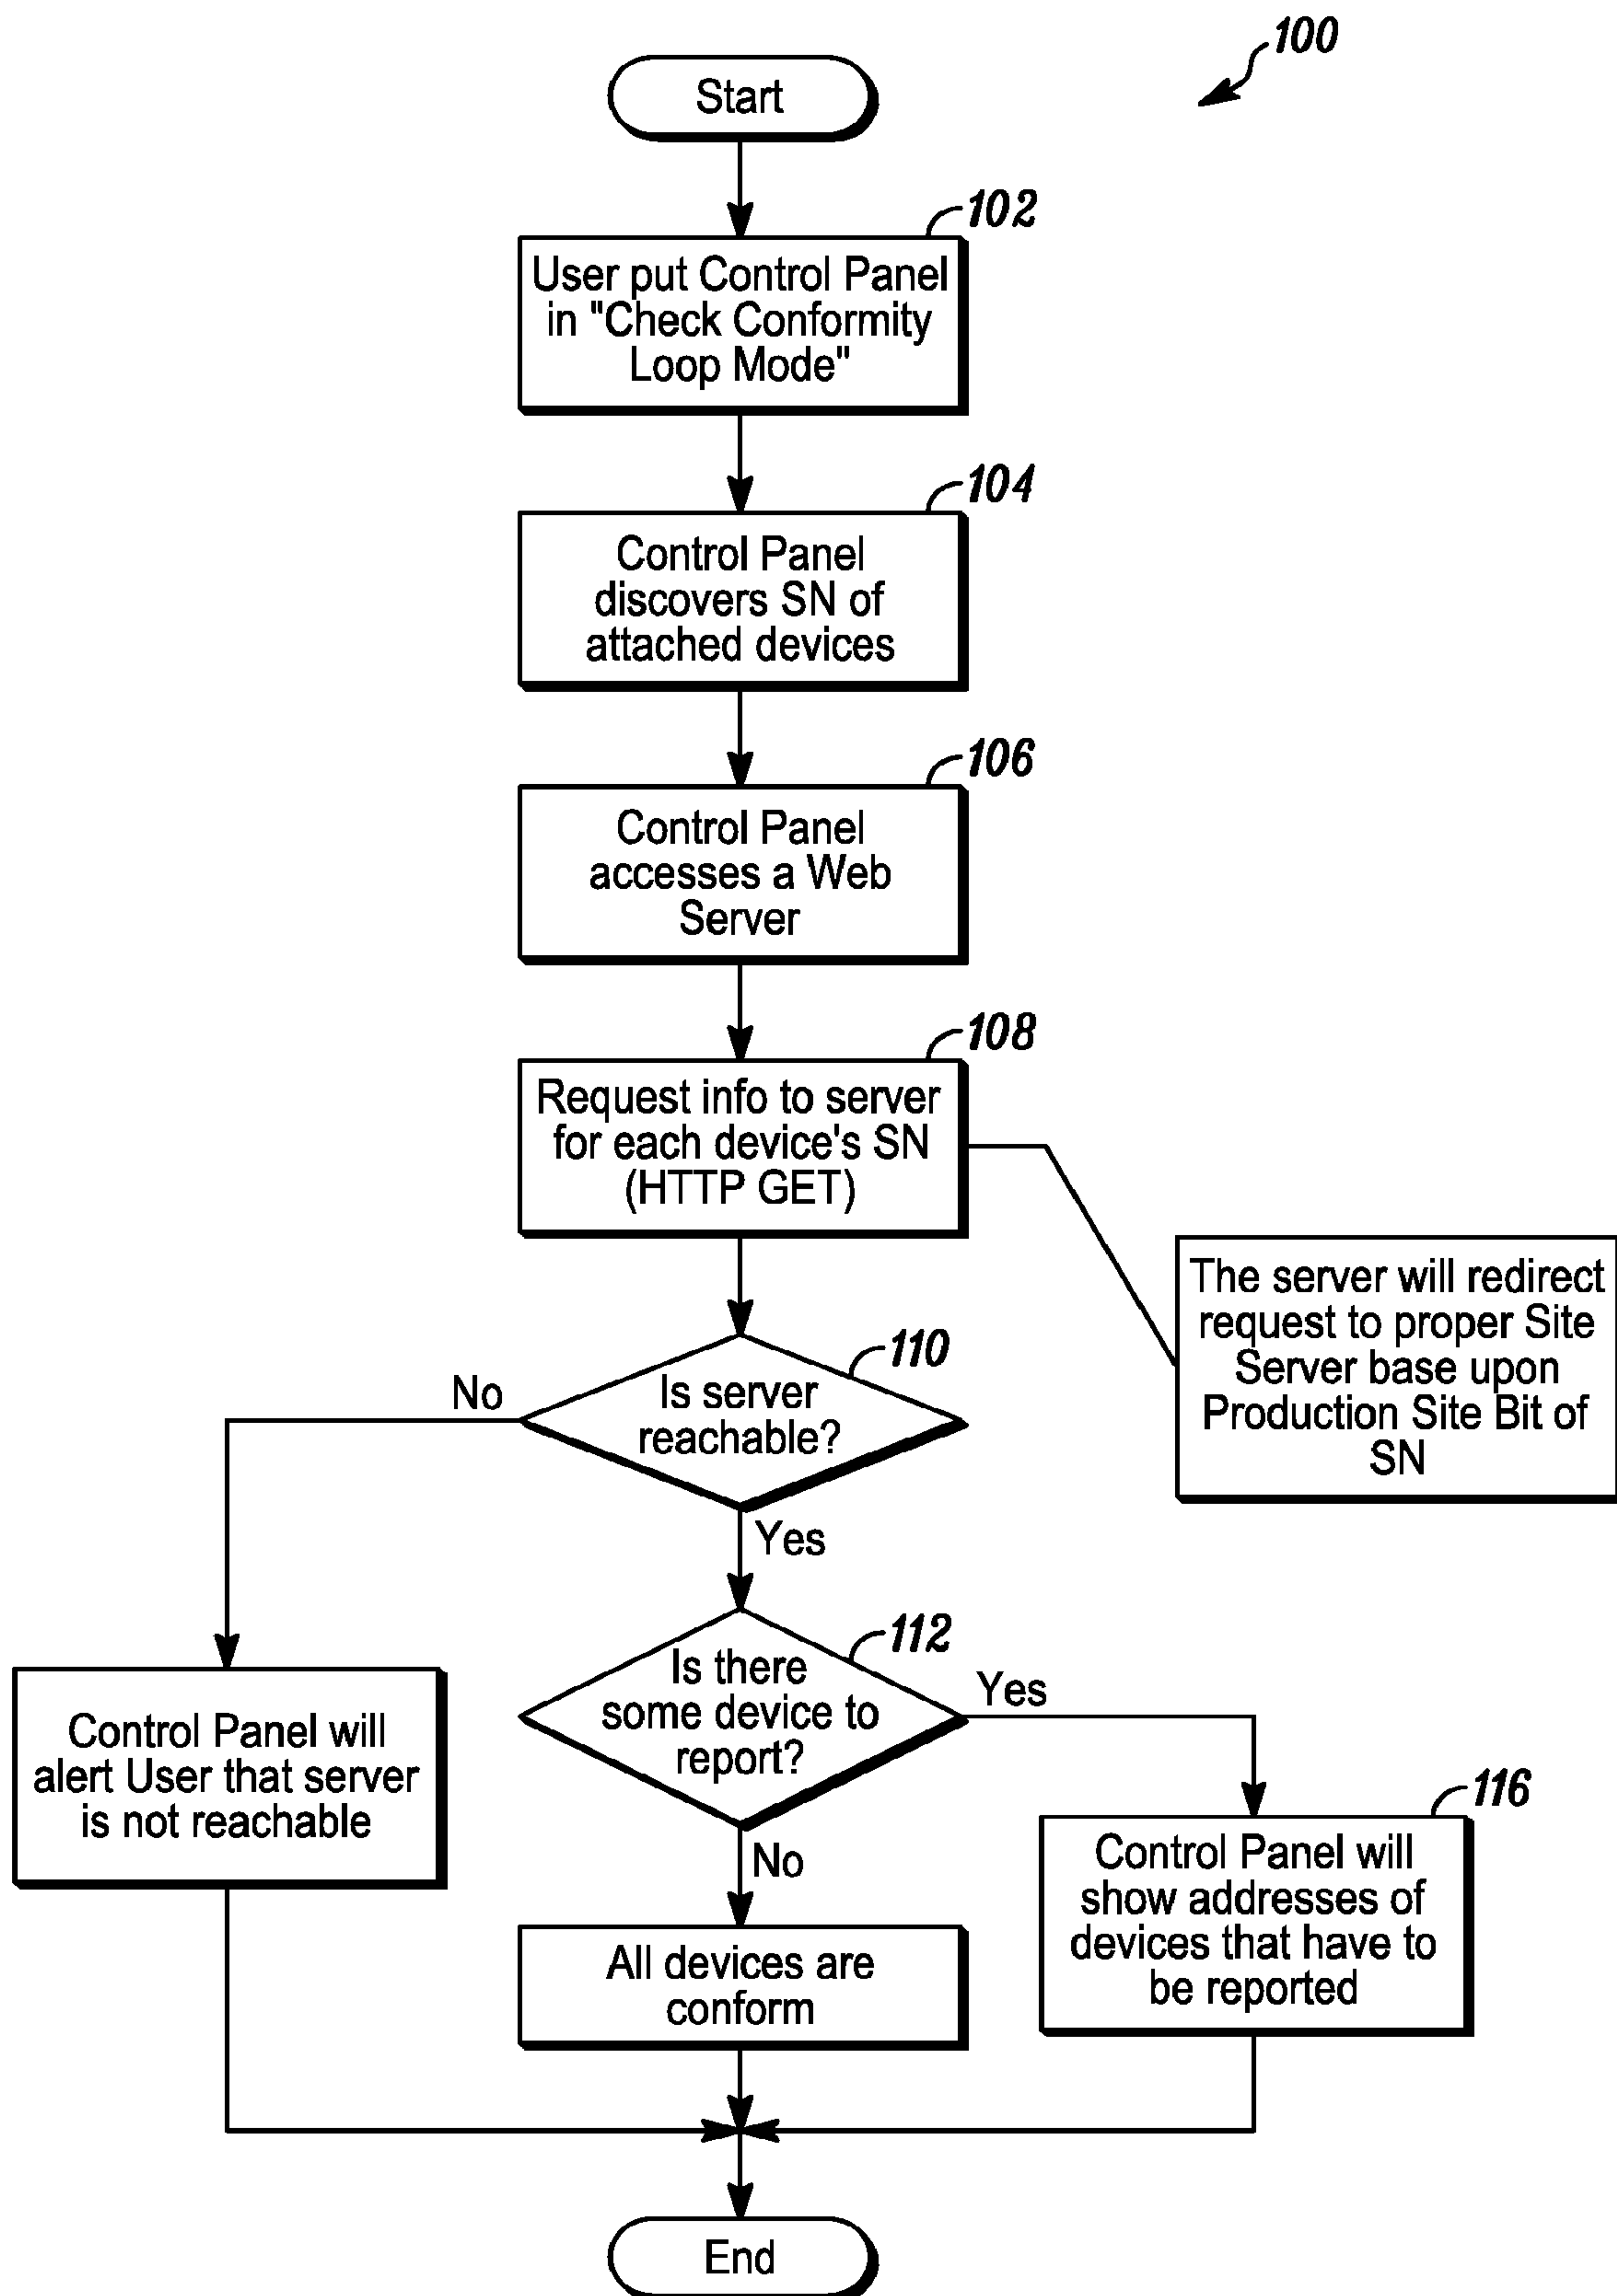 100
Start
102
User put Control Panel
in "Check Conformity
Loop Mode"
104
Control Panel
discovers SN of
attached devices
106
Control Panel
accesses a Web
Server
108
Request info to server
for each device's SN
(HTTP GET)
The server will redirect
request to proper Site
Server base upon
Production Site Bit of
SN
110
Is server
reachable?
No
Yes
112
Is there
some device to
report?
Yes
No
Control Panel will
alert User that server
is not reachable
116
Control Panel will
show addresses of
devices that have to
be reported
All devices are
conform
End